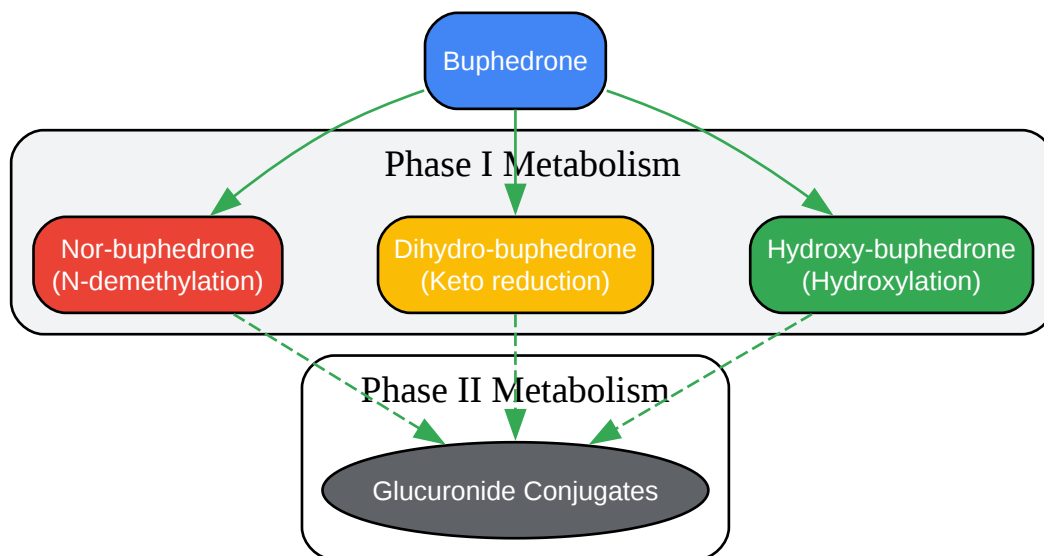 Buphedrone
Phase I Metabolism
Nor-buphedrone
(N-demethylation)
Dihydro-buphedrone
(Keto reduction)
Hydroxy-buphedrone
(Hydroxylation)
Phase II Metabolism
Glucuronide Conjugates